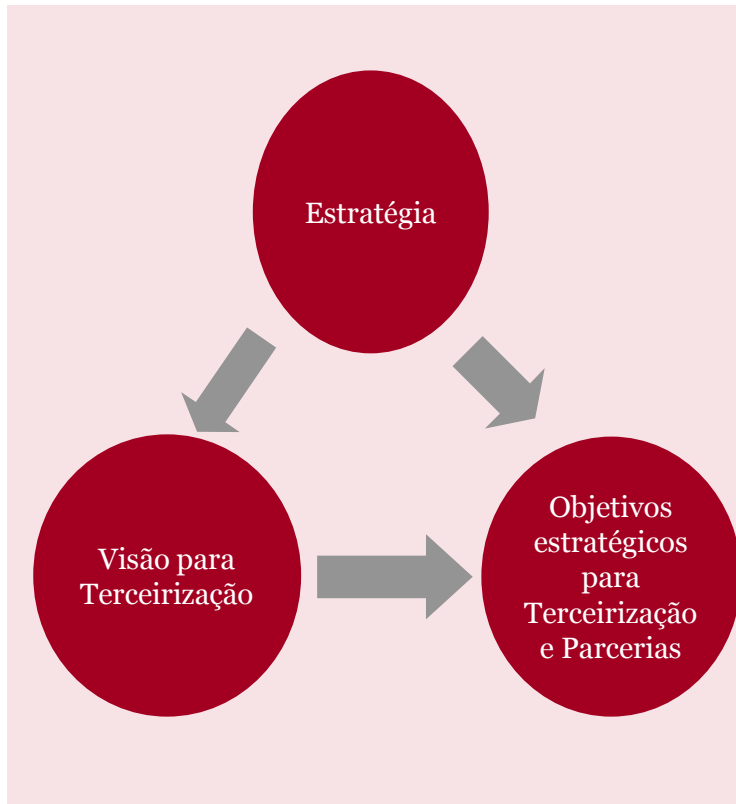 Estratégia
Visão para
Terceirização
Objetivos
estratégicos
para
Terceirização
e Parcerias